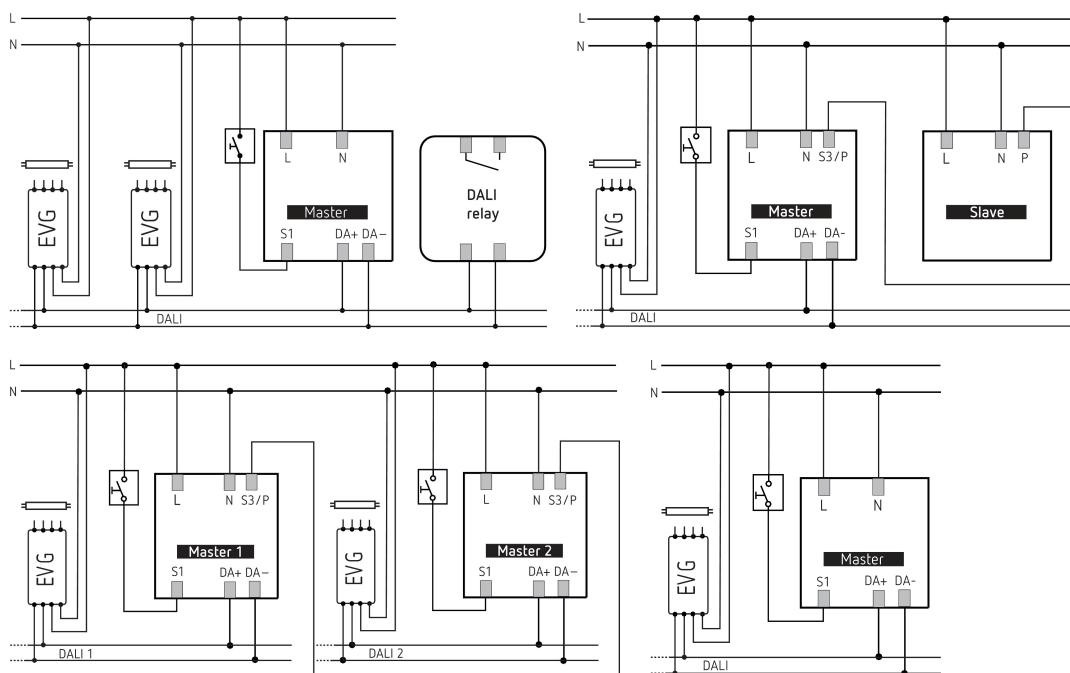 L
N
L N
EVG EVG
Master
DALI
relay
S1 DA+ DA–
DALI
L
N
L N S3/P
L N P
EVG
Master
Slave
S1 DA+ DA-
DALI
L
N
L N S3/P
L N S3/P
EVG
Master 1
EVG
Master 2
S1 DA+ DA–
S1 DA+ DA–
DALI 1
DALI 2
L
N
L N
EVG
Master
S1 DA+ DA-
DALI